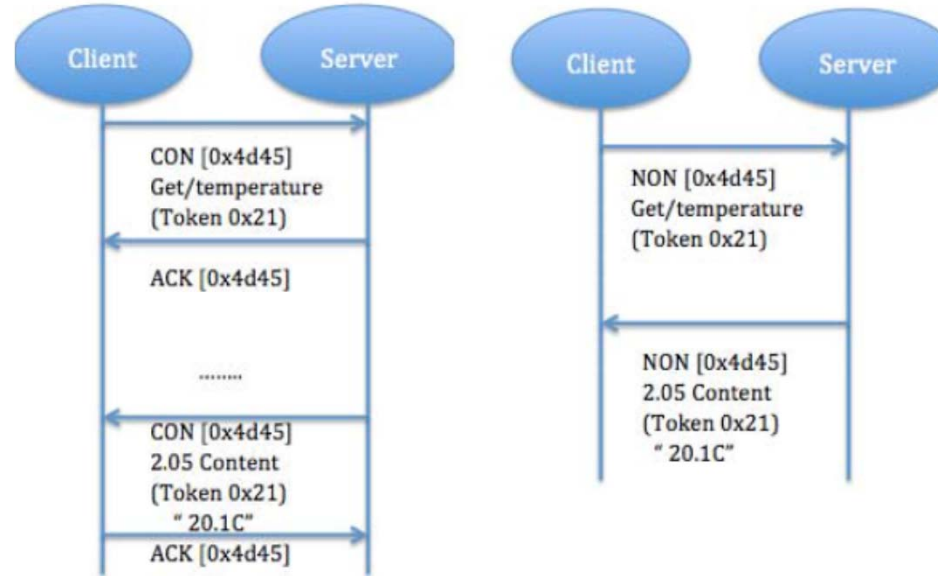 Client
Server
CON [0x4d45]
Get/temperature
(Token 0x21)
ACK [0x4d45]
........
CON [0x4d45]
2.05 Content
(Token 0x21)
“ 20.1C”
ACK [0x4d45]
Client
Server
NON [0x4d45]
Get/temperature
(Token 0x21)
NON [0x4d45]
2.05 Content
(Token 0x21)
“ 20.1C”